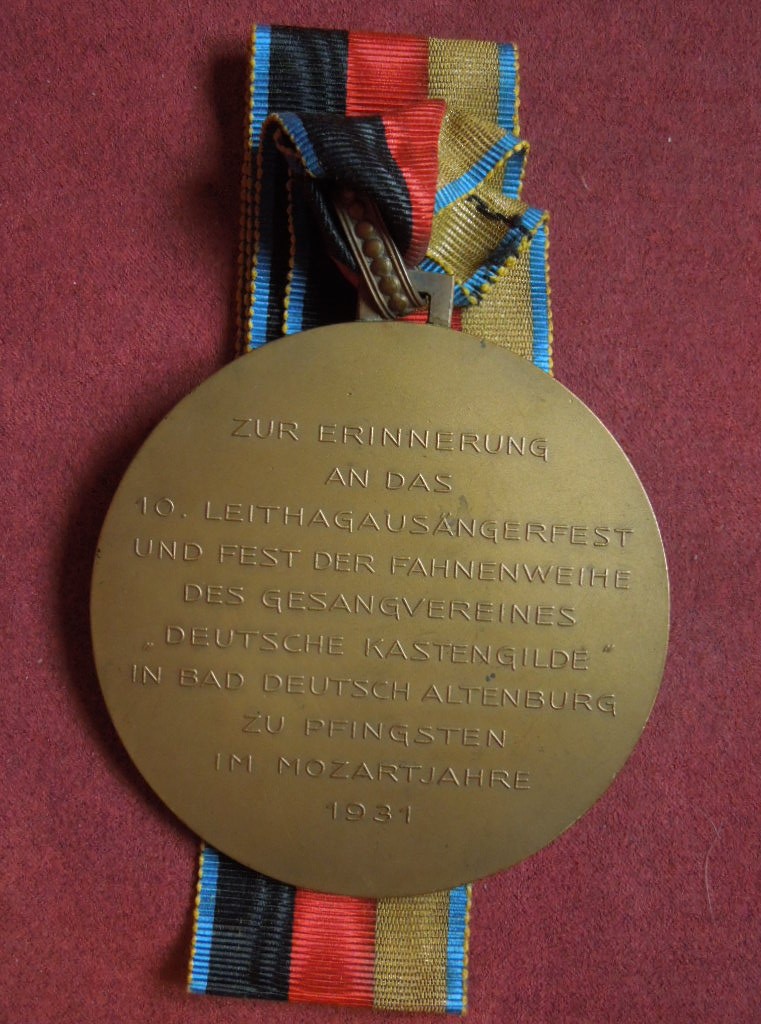 ZUR ERINNERUNG
AN DAS
10. LEITHAGAUSÄNGERFEST
UND FEST DER FAHNENWEIHE
DES GESANGVEREINES
„DEUTSCHE KASTENGILDE“
IN BAD DEUTSCH ALTENBURG
ZU PFINGSTEN
IM MOZARTJAHRE
1931